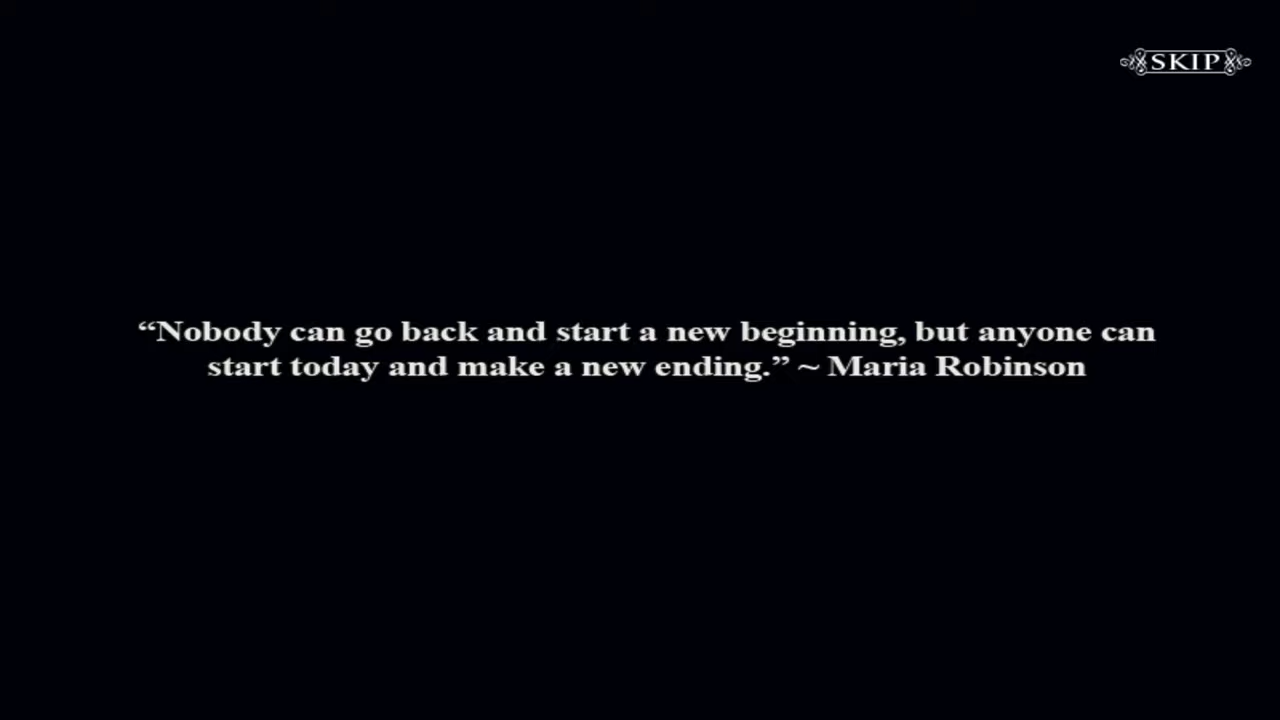 SKIP
“Nobody can go back and start a new beginning, but anyone can
start today and make a new ending.” ~ Maria Robinson